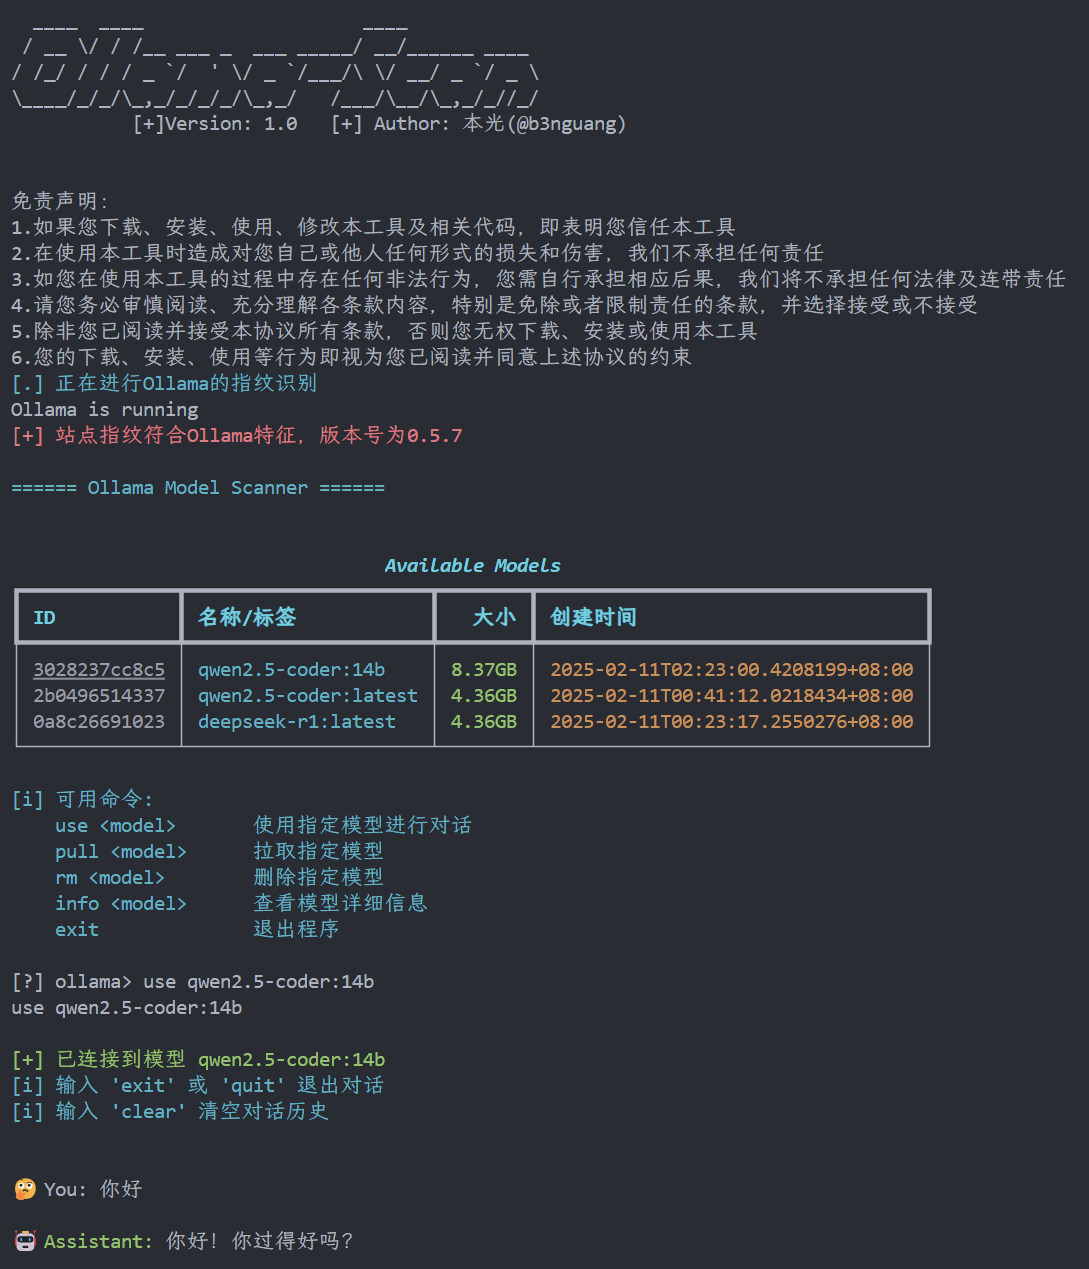 ____  ____                    ____
 / __ \/ / /__ ___ _  ___ _____/ __/______ ____
/ /_/ / / / _ `/  ' \/ _ `/___/\ \/ __/ _ `/ _ \
\____/_/_/\_,_/_/_/_/\_,_/   /___/\__/\_,_/_//_/
[+]Version: 1.0   [+] Author: 本光(@b3nguang)
免责声明:
1.如果您下载、安装、使用、修改本工具及相关代码, 即表明您信任本工具
2.在使用本工具时造成对您自己或他人任何形式的损失和伤害, 我们不承担任何责任
3.如您在使用本工具的过程中存在任何非法行为, 您需自行承担相应后果, 我们将不承担任何法律及连带责任
4.请您务必审慎阅读、充分理解各条款内容, 特别是免除或者限制责任的条款, 并选择接受或不接受
5.除非您已阅读并接受本协议所有条款, 否则您无权下载、安装或使用本工具
6.您的下载、安装、使用等行为即视为您已阅读并同意上述协议的约束
[.] 正在进行Ollama的指纹识别
Ollama is running
[+] 站点指纹符合Ollama特征, 版本号为0.5.7
====== Ollama Model Scanner ======
Available Models
ID 名称/标签 大小 创建时间
3028237cc8c5 qwen2.5-coder:14b 8.37GB 2025-02-11T02:23:00.4208199+08:00
2b0496514337 qwen2.5-coder:latest 4.36GB 2025-02-11T00:41:12.0218434+08:00
0a8c26691023 deepseek-r1:latest 4.36GB 2025-02-11T00:23:17.2550276+08:00
[i] 可用命令:
use <model> 使用指定模型进行对话
pull <model> 拉取指定模型
rm <model> 删除指定模型
info <model> 查看模型详细信息
exit 退出程序
[?] ollama> use qwen2.5-coder:14b
use qwen2.5-coder:14b
[+] 已连接到模型 qwen2.5-coder:14b
[i] 输入 'exit' 或 'quit' 退出对话
[i] 输入 'clear' 清空对话历史
🤔 You: 你好
🤖 Assistant: 你好! 你过得好吗?